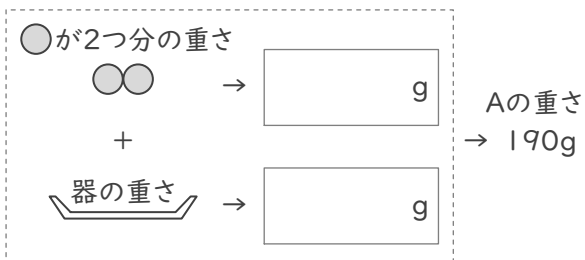 が2つ分の重さ
→ g
Aの重さ
+
→ 190g
器の重さ → g